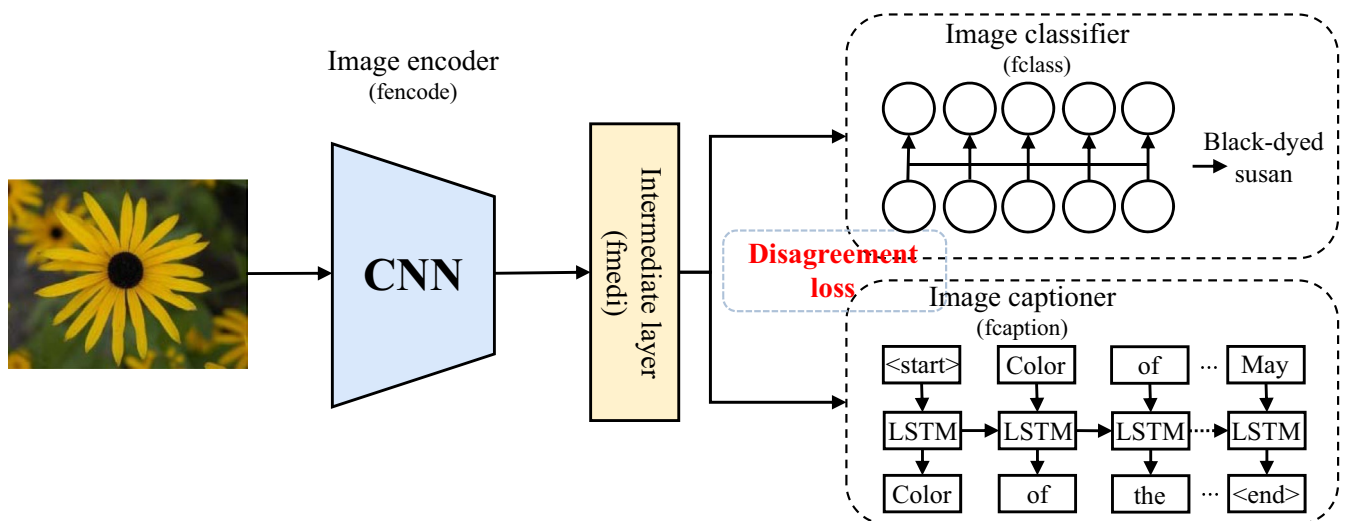 Image encoder
(fencode)
CNN
Intermediate layer
(fmedi)
Image classifier
(fclass)
Black-dyed
susan
Disagreement
loss
Image captioner
(fcaption)
<start> Color of ... May
LSTM LSTM LSTM LSTM
Color of the ... <end>